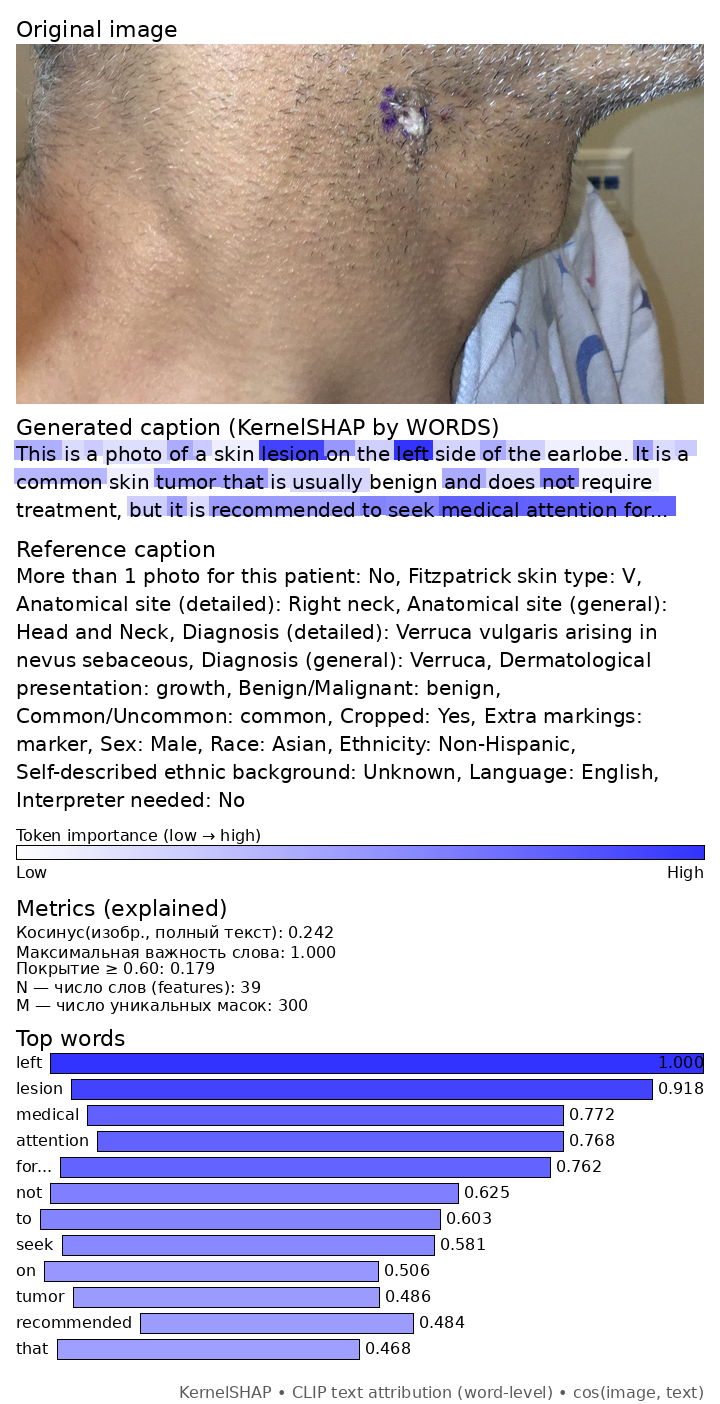 Original image
Generated caption (KernelSHAP by WORDS)
This is a photo of a skin lesion on the left side of the earlobe. It is a
common skin tumor that is usually benign and does not require
treatment, but it is recommended to seek medical attention for...
Reference caption
More than 1 photo for this patient: No, Fitzpatrick skin type: V,
Anatomical site (detailed): Right neck, Anatomical site (general):
Head and Neck, Diagnosis (detailed): Verruca vulgaris arising in
nevus sebaceous, Diagnosis (general): Verruca, Dermatological
presentation: growth, Benign/Malignant: benign,
Common/Uncommon: common, Cropped: Yes, Extra markings:
marker, Sex: Male, Race: Asian, Ethnicity: Non-Hispanic,
Self-described ethnic background: Unknown, Language: English,
Interpreter needed: No
Token importance (low → high)
Low High
Metrics (explained)
Косинус(изобр., полный текст): 0.242
Максимальная важность слова: 1.000
Покрытие ≥ 0.60: 0.179
N — число слов (features): 39
M — число уникальных масок: 300
Top words
left 1.000
lesion 0.918
medical 0.772
attention 0.768
for... 0.762
not 0.625
to 0.603
seek 0.581
on 0.506
tumor 0.486
recommended 0.484
that 0.468
KernelSHAP • CLIP text attribution (word-level) • cos(image, text)